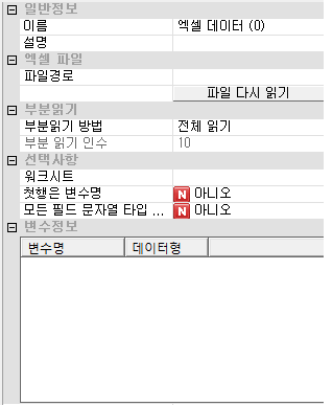 일반정보
이름 엑셀 데이터 (0)
설명
엑셀 파일
파일경로
파일 다시 읽기
부분읽기
부분읽기 방법 전체 읽기
부분 읽기 인수 10
선택사항
워크시트
첫행은 변수명 N 아니오
모든 필드 문자열 타입 ... N 아니오
변수정보
변수명 데이터형